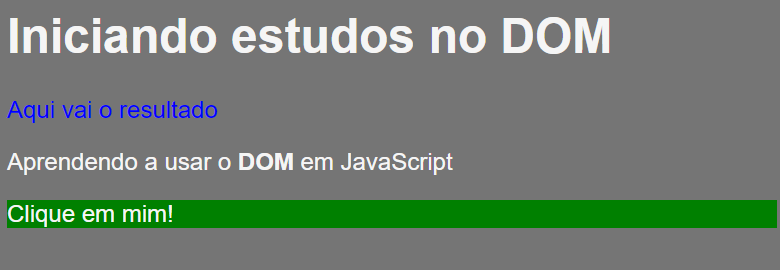 Iniciando estudos no DOM
Aqui vai o resultado
Aprendendo a usar o DOM em JavaScript
Clique em mim!